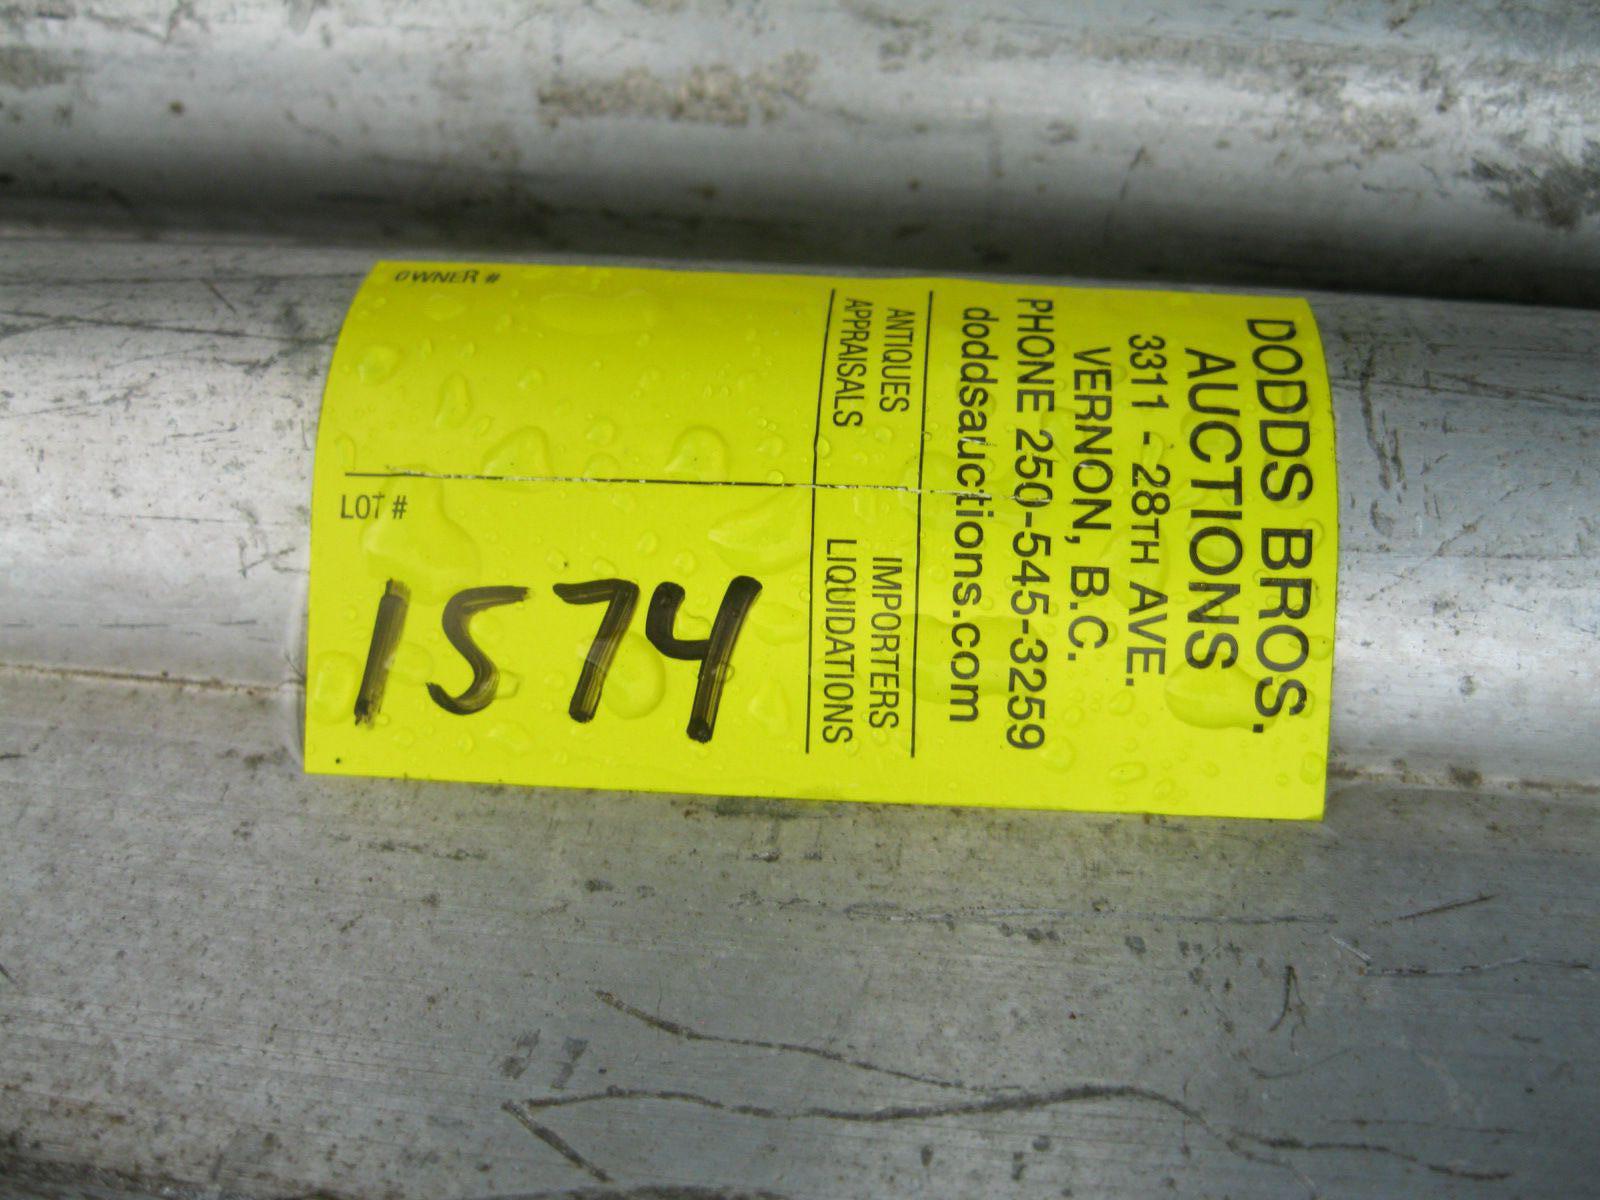 DODDS BROS.
AUCTIONS
3311 - 28TH AVE.
VERNON, B.C.
PHONE 250-545-3259
doddsauctions.com
ANTIQUES IMPORTERS
APPRAISALS LIQUIDATIONS
OWNER #
LOT #
1574